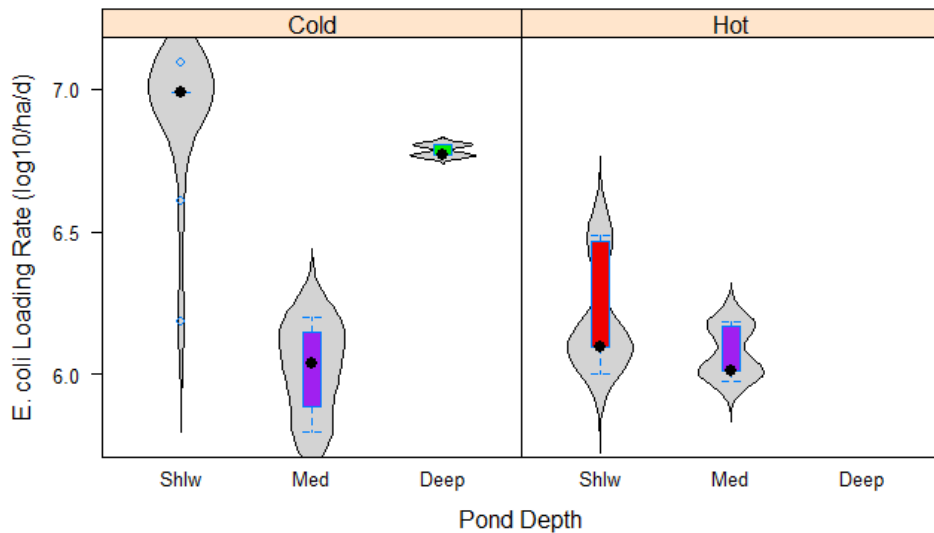 Cold Hot
E. coli Loading Rate (log10/ha/d)
7.0
6.5
6.0
Shlw Med Deep Shlw Med Deep
Pond Depth